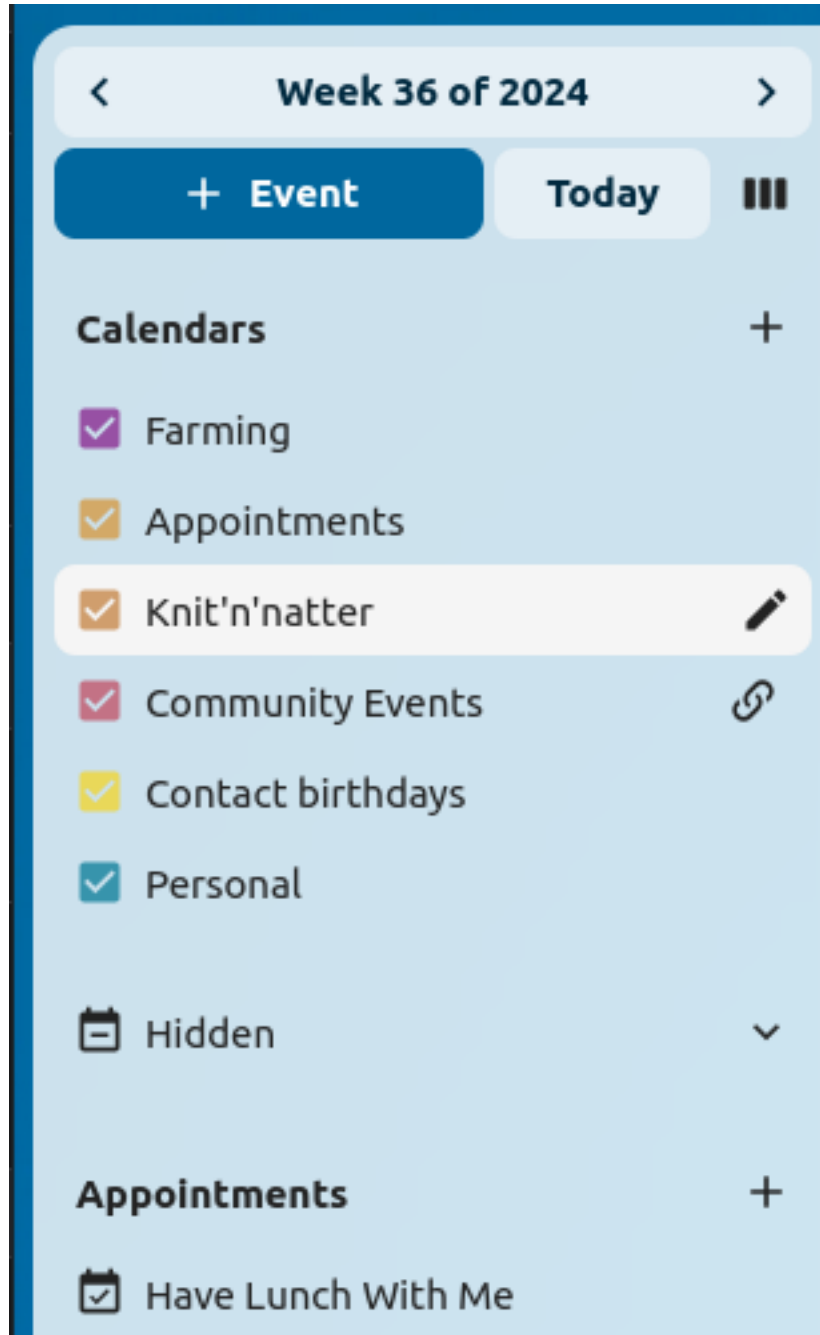 Week 36 of 2024
+ Event Today
Calendars
Farming
Appointments
Knit'n'natter
Community Events
Contact birthdays
Personal
Hidden
Appointments
Have Lunch With Me